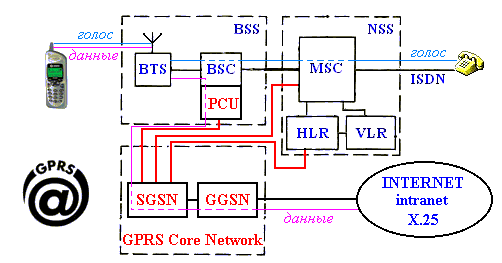 BSS
NSS
голос
данные
BTS
BSC
PCU
MSC
голос
ISDN
HLR
VLR
GPRS
@
SGSN
GGSN
данные
GPRS Core Network
INTERNET
intranet
X.25